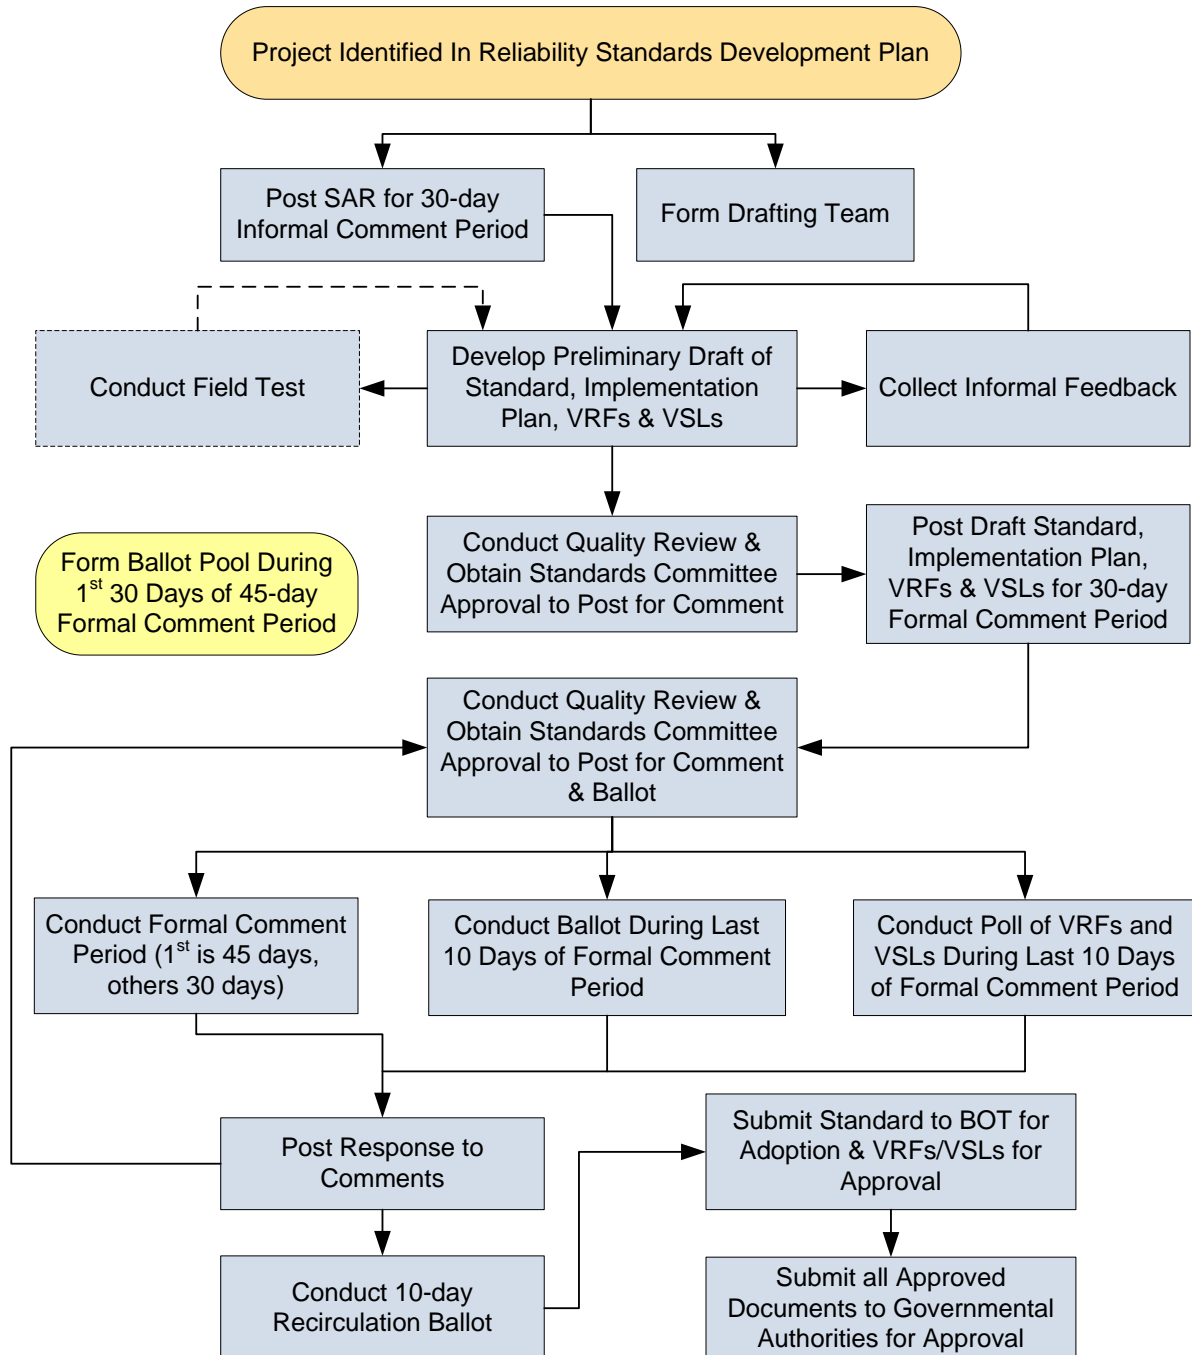 Project Identified In Reliability Standards Development Plan
Post SAR for 30-day
Informal Comment Period
Form Drafting Team
Conduct Field Test
Develop Preliminary Draft of
Standard, Implementation
Plan, VRFs & VSLs
Collect Informal Feedback
Form Ballot Pool During
1st 30 Days of 45-day
Formal Comment Period
Conduct Quality Review &
Obtain Standards Committee
Approval to Post for Comment
Post Draft Standard,
Implementation Plan,
VRFs & VSLs for 30-day
Formal Comment Period
Conduct Quality Review &
Obtain Standards Committee
Approval to Post for Comment
& Ballot
Conduct Formal Comment
Period (1st is 45 days,
others 30 days)
Conduct Ballot During Last
10 Days of Formal Comment
Period
Conduct Poll of VRFs and
VSLs During Last 10 Days
of Formal Comment Period
Post Response to
Comments
Submit Standard to BOT for
Adoption & VRFs/VSLs for
Approval
Conduct 10-day
Recirculation Ballot
Submit all Approved
Documents to Governmental
Authorities for Approval